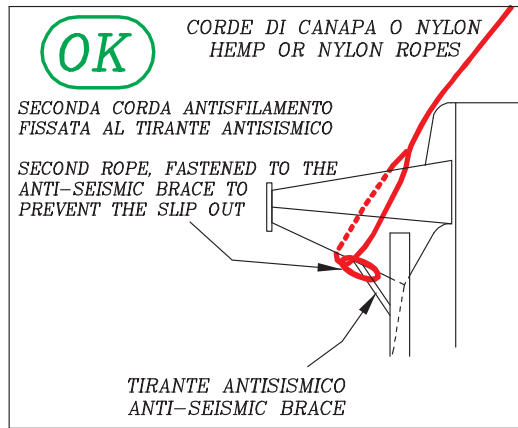 OK
CORDE DI CANAPA O NYLON
HEMP OR NYLON ROPES
SECONDA CORDA ANTISFILAMENTO
FISSATA AL TIRANTE ANTISISMICO
SECOND ROPE, FASTENED TO THE
ANTI-SEISMIC BRACE TO
PREVENT THE SLIP OUT
TIRANTE ANTISISMICO
ANTI-SEISMIC BRACE